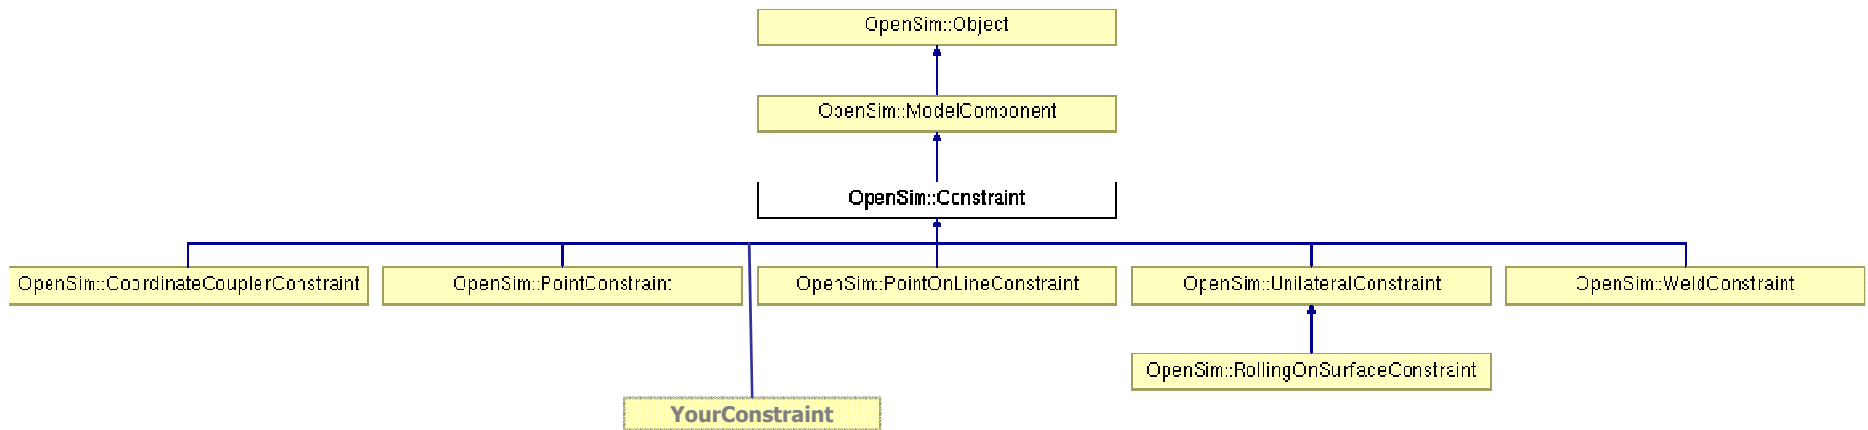 OpenSim::Object
OpenSim::ModelComponent
OpenSim::Constraint
OpenSim::CoordinateCouplerConstraint
OpenSim::PointConstraint
OpenSim::PointOnLineConstraint
OpenSim::UnilateralConstraint
OpenSim::WeldConstraint
OpenSim::RollingOnSurfaceConstraint
YourConstraint